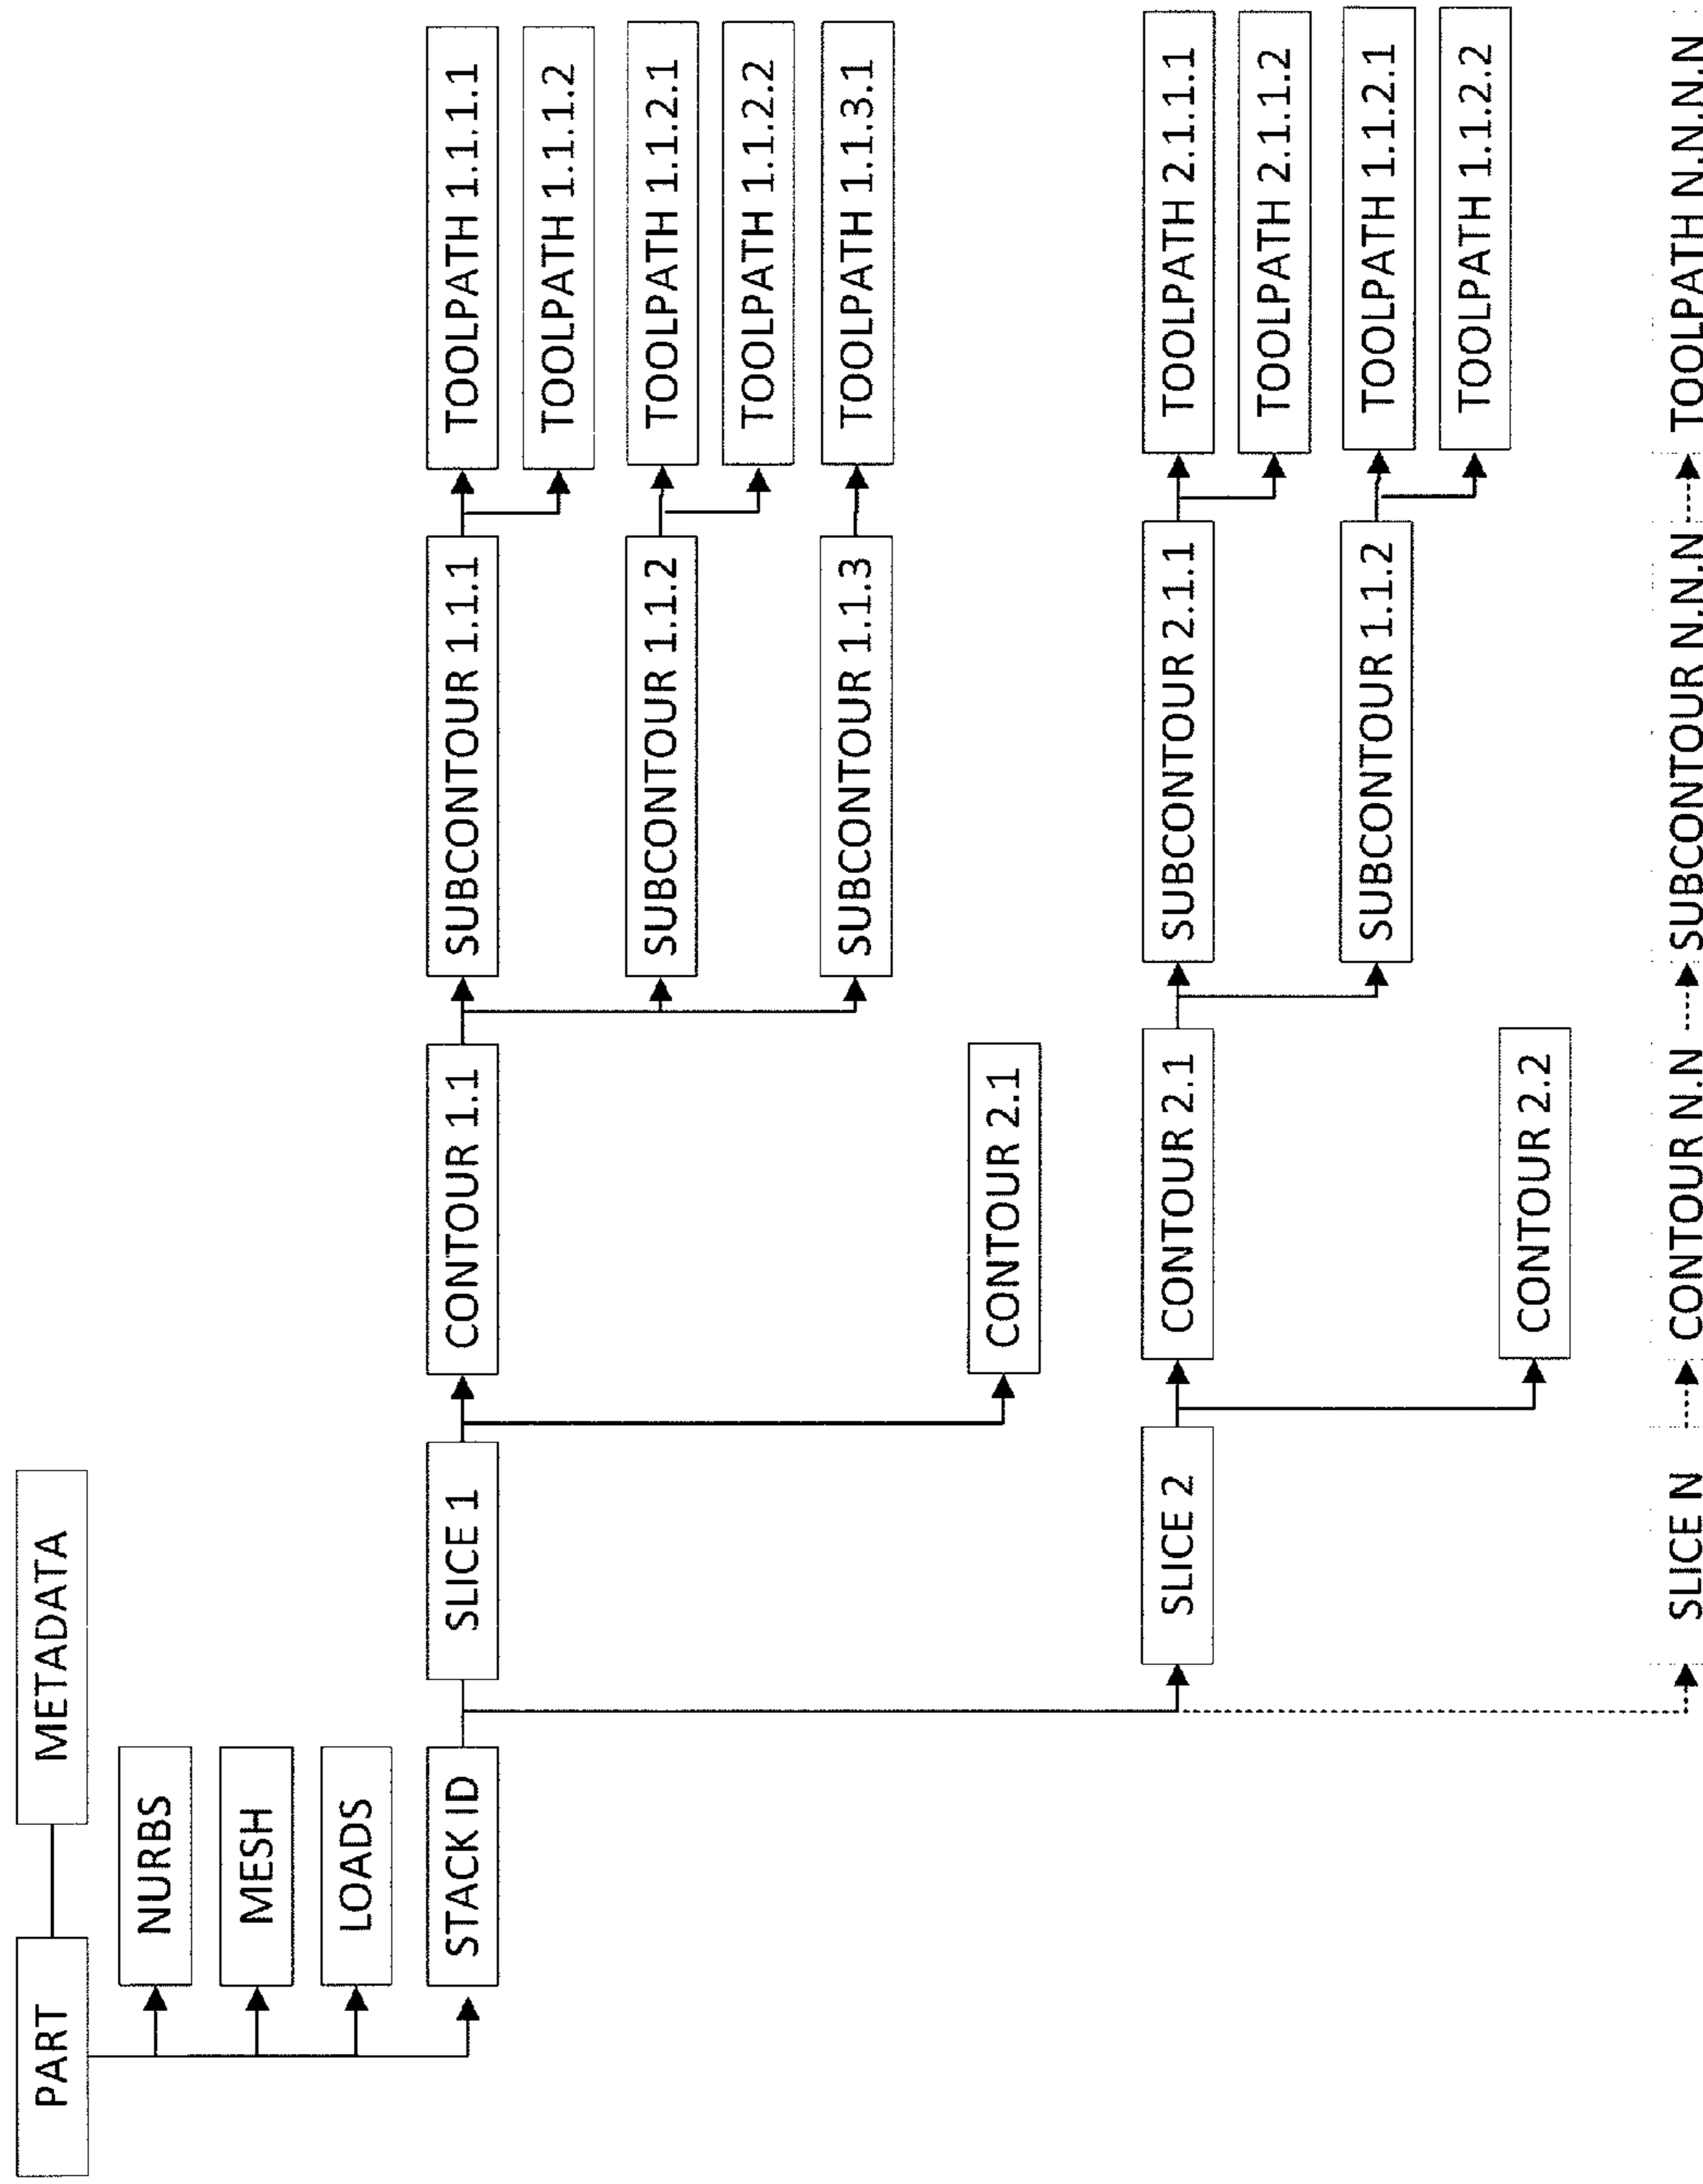 PART
METADATA
NURBS
MESH
LOADS
STACK ID
SLICE 1
CONTOUR 1.1
SUBCONTOUR 1.1.1
TOOLPATH 1.1.1.1
TOOLPATH 1.1.1.2
SUBCONTOUR 1.1.2
TOOLPATH 1.1.2.1
TOOLPATH 1.1.2.2
SUBCONTOUR 1.1.3
TOOLPATH 1.1.3.1
CONTOUR 2.1
SLICE 2
CONTOUR 2.1
SUBCONTOUR 2.1.1
TOOLPATH 2.1.1.1
TOOLPATH 2.1.1.2
SUBCONTOUR 1.1.2
TOOLPATH 1.1.2.1
TOOLPATH 1.1.2.2
CONTOUR 2.2
SLICE N
CONTOUR N.N
SUBCONTOUR N.N.N
TOOLPATH N.N.N.N